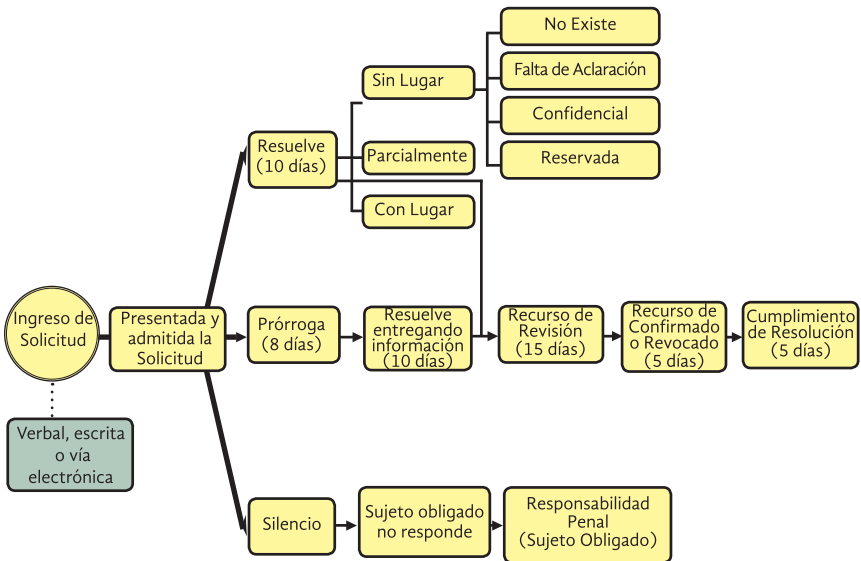 No Existe
Falta de Aclaración
Confidencial
Reservada
Sin Lugar
Parcialmente
Con Lugar
Resuelve
(10 días)
Ingreso de
Solicitud
Presentada y
admitida la
Solicitud
Prórroga
(8 días)
Resuelve
entregando
información
(10 días)
Recurso de
Revisión
(15 días)
Recurso de
Confirmado
o Revocado
(5 días)
Cumplimiento
de Resolución
(5 días)
Verbal, escrita
o vía
electrónica
Silencio
Sujeto obligado
no responde
Responsabilidad
Penal
(Sujeto Obligado)